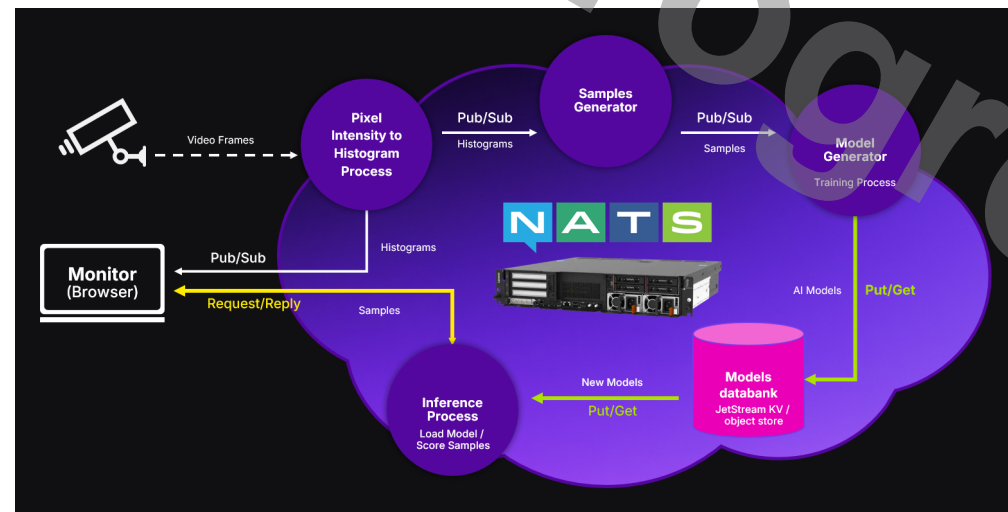 Video Frames
Pixel
Intensity to
Histogram
Process
Pub/Sub
Histograms
Samples
Generator
Pub/Sub
Samples
Model
Generator
Training Process
NATS
Histograms
Pub/Sub
Monitor
(Browser)
Request/Reply
Samples
AI Models
Put/Get
Inference
Process
Load Model /
Score Samples
New Models
Put/Get
Models
databank
JetStream KV /
object store